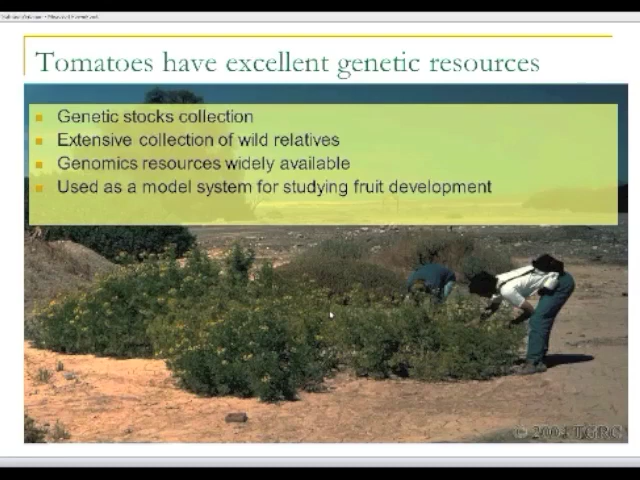 Tomatoes have excellent genetic resources
Genetic stocks collection
Extensive collection of wild relatives
Genomics resources widely available
Used as a model system for studying fruit development
TGRC